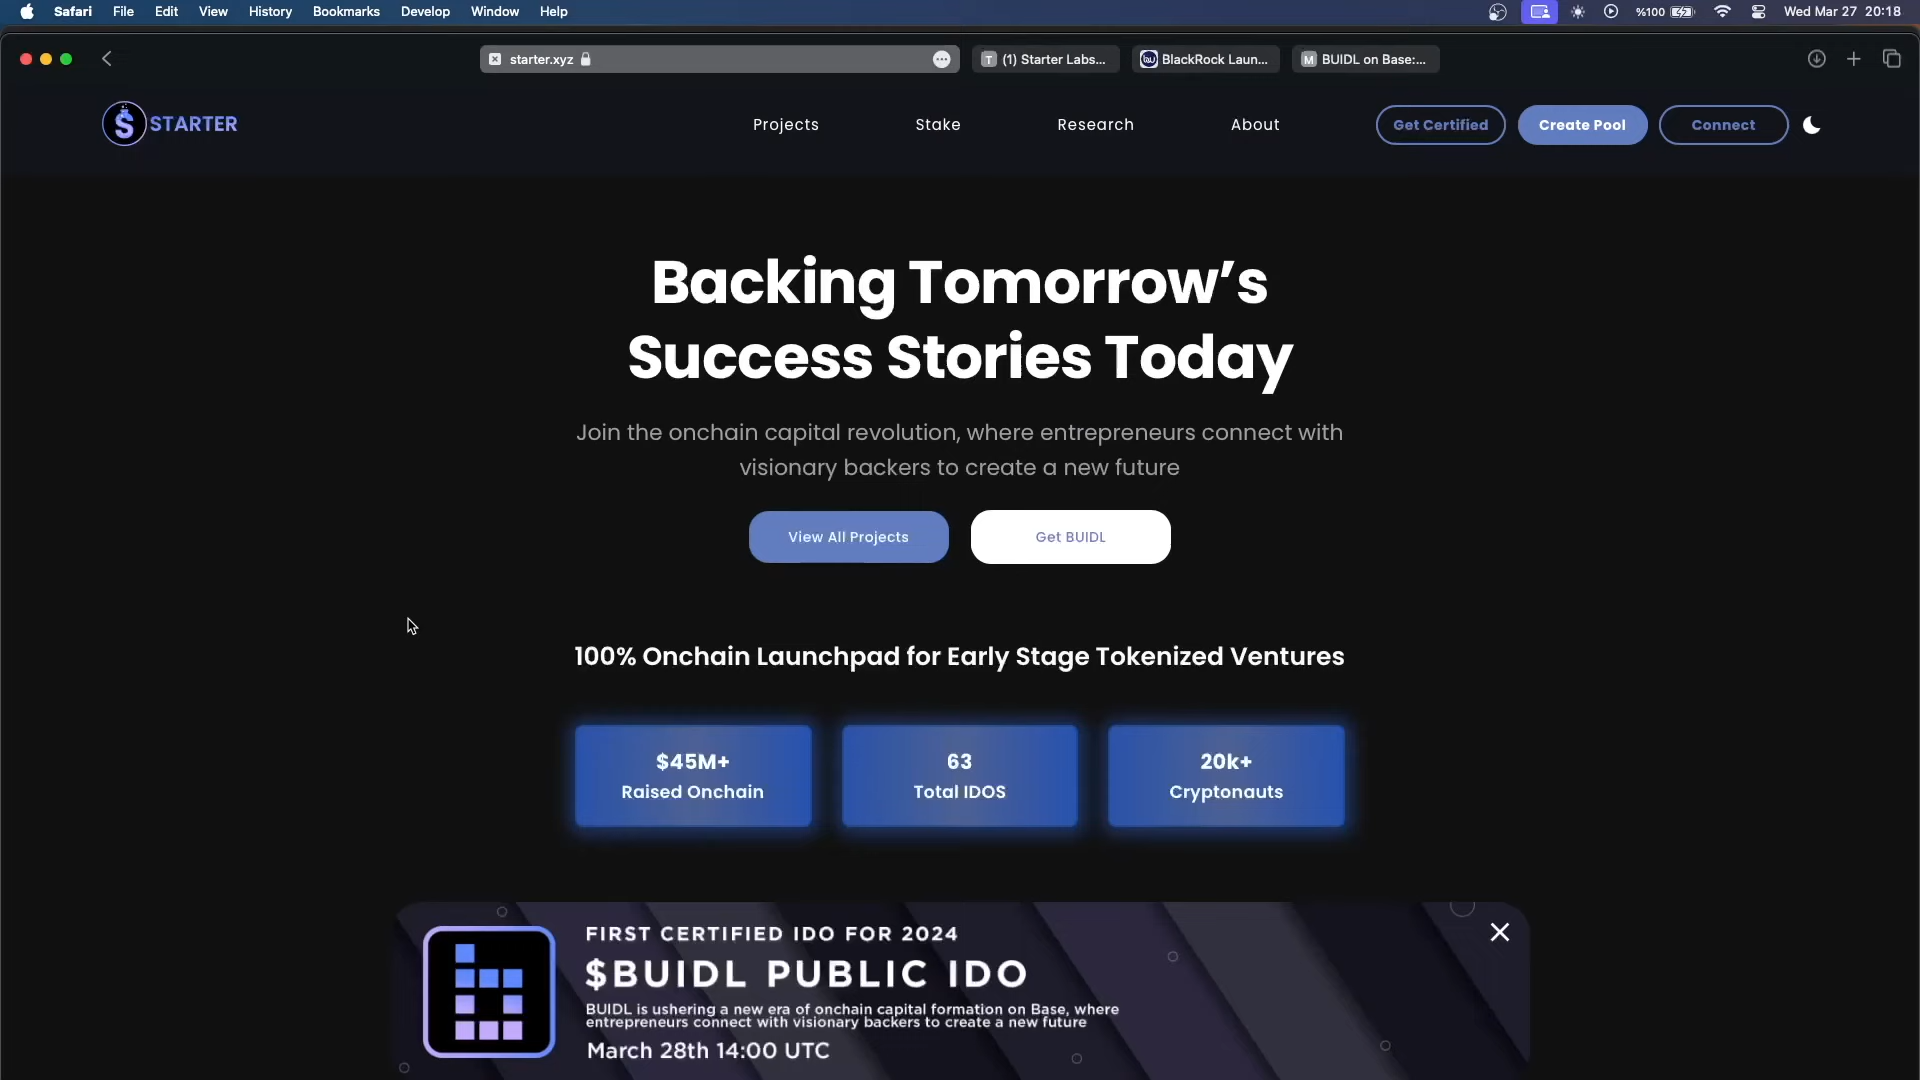 Safari File Edit View History Bookmarks Develop Window Help %100 Wed Mar 27 20:18
starter.xyz T (1) Starter Labs... BlackRock Laun... M BUIDL on Base:...
STARTER Projects Stake Research About Get Certified Create Pool Connect
Backing Tomorrow’s
Success Stories Today
Join the onchain capital revolution, where entrepreneurs connect with
visionary backers to create a new future
View All Projects Get BUIDL
100% Onchain Launchpad for Early Stage Tokenized Ventures
$45M+ 63 20k+
Raised Onchain Total IDOS Cryptonauts
FIRST CERTIFIED IDO FOR 2024
$BUIDL PUBLIC IDO
BUIDL is ushering a new era of onchain capital formation on Base, where
entrepreneurs connect with visionary backers to create a new future
March 28th 14:00 UTC